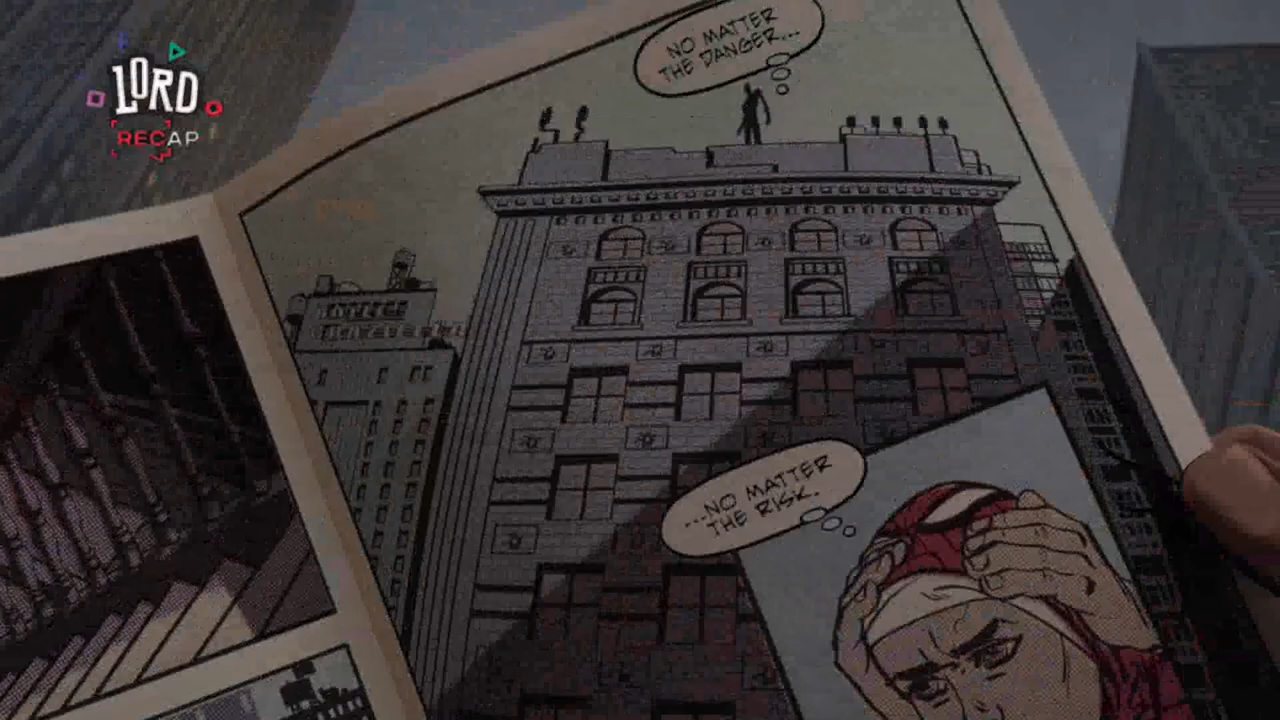 LORD
RECAP
NO MATTER
THE DANGER...
...NO MATTER
THE RISK.